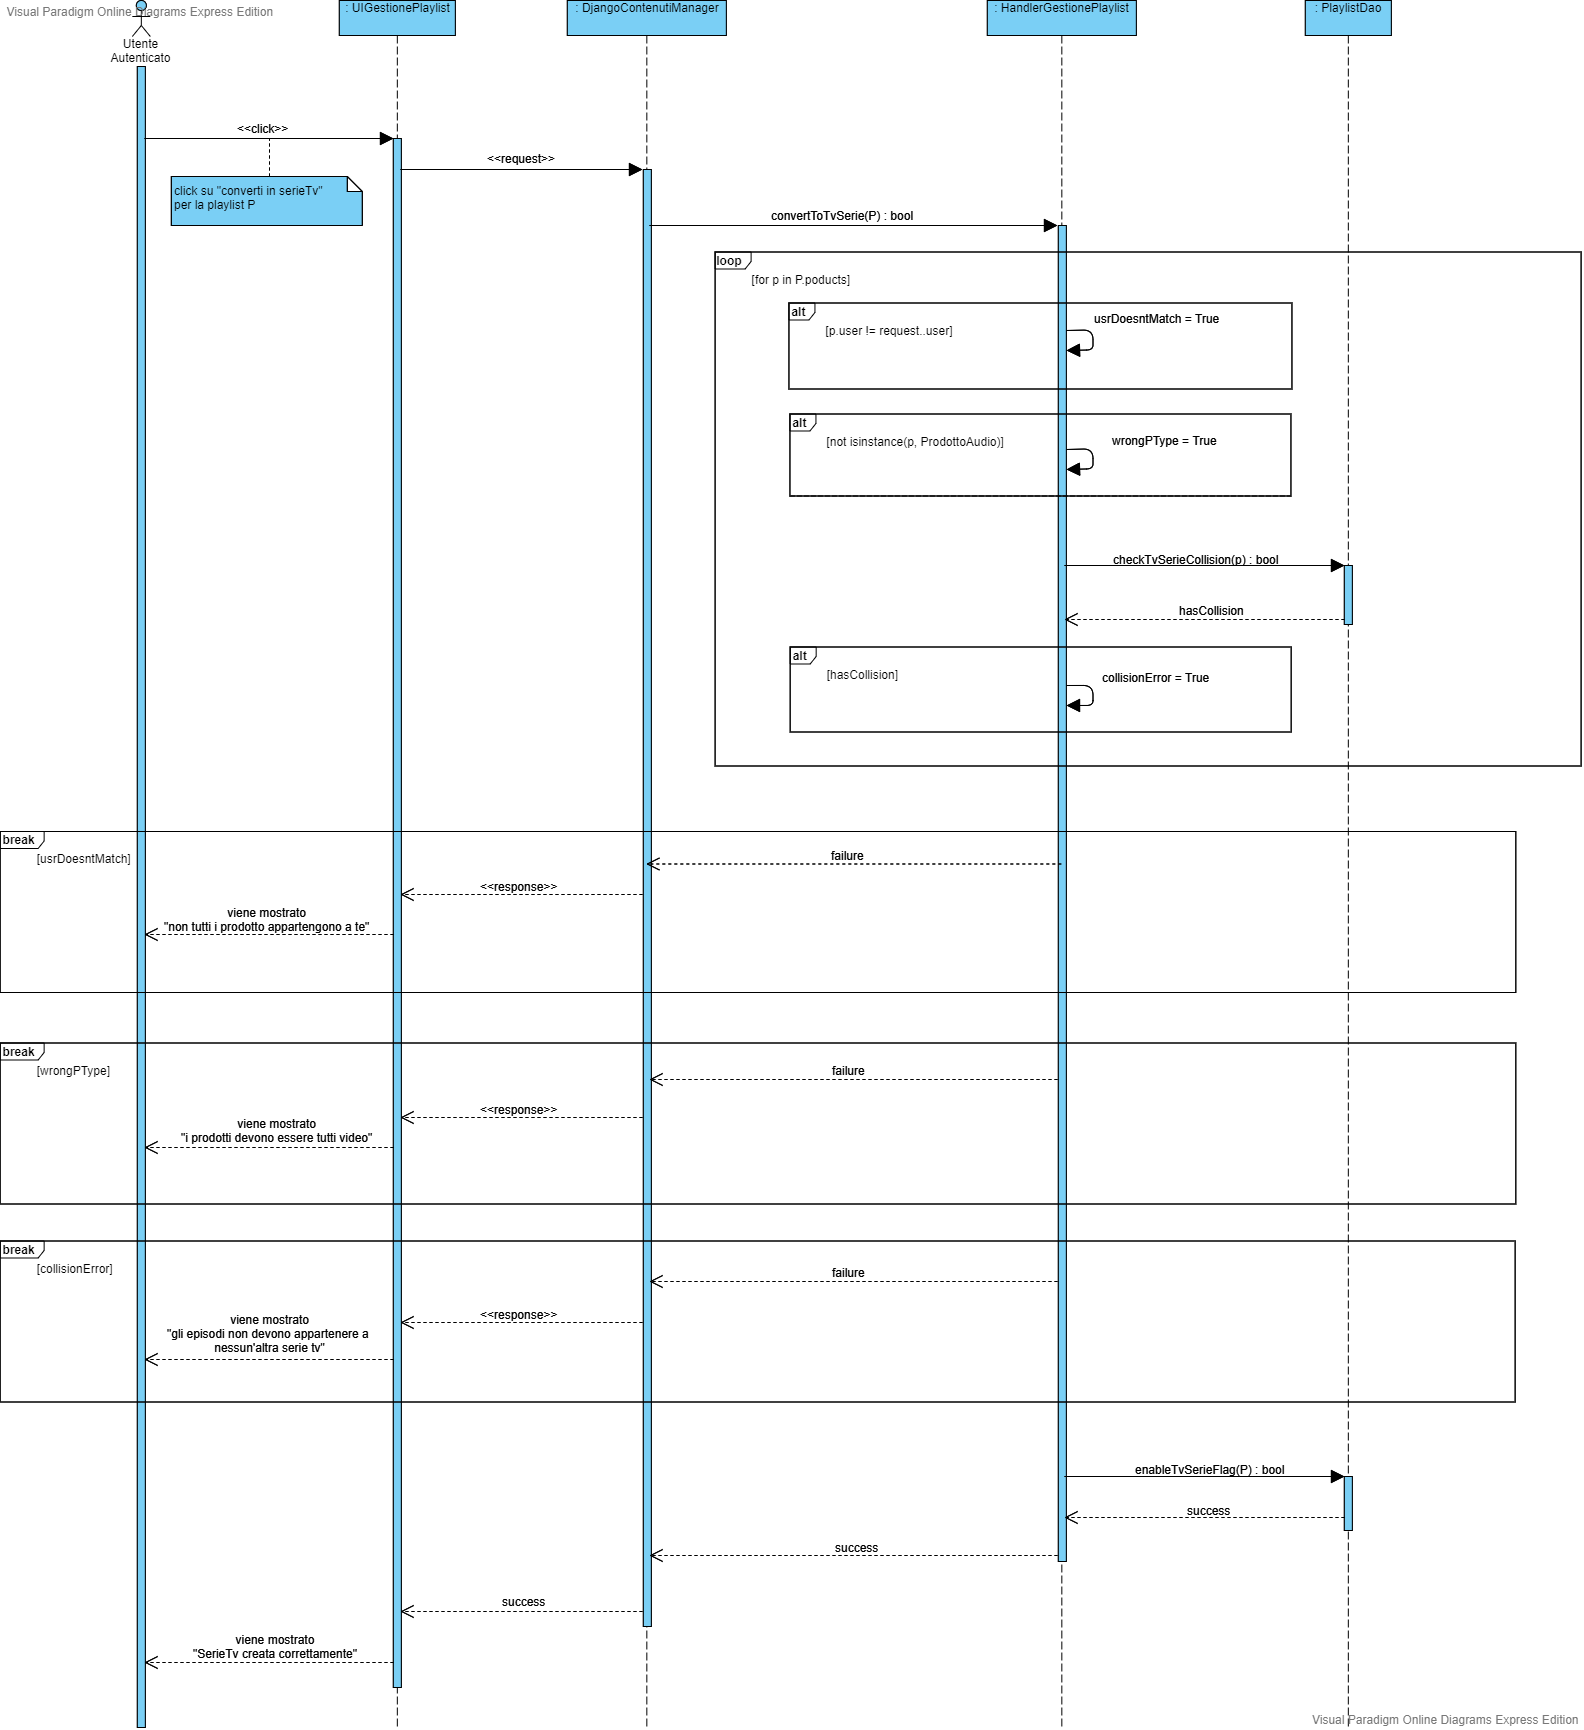 Visual Paradigm Online Diagrams Express Edition
Utente
Autenticato
: UIGestionePlaylist
: DjangoContenutiManager
: HandlerGestionePlaylist
: PlaylistDao
<<click>>
click su "converti in serieTv"
per la playlist P
<<request>>
convertToTvSerie(P) : bool
loop
[for p in P.poducts]
alt
[p.user != request..user]
usrDoesntMatch = True
alt
[not isinstance(p, ProdottoAudio)]
wrongPType = True
checkTvSerieCollision(p) : bool
hasCollision
alt
[hasCollision]
collisionError = True
break
[usrDoesntMatch]
failure
<<response>>
viene mostrato
"non tutti i prodotto appartengono a te"
break
[wrongPType]
failure
<<response>>
viene mostrato
"i prodotti devono essere tutti video"
break
[collisionError]
failure
<<response>>
viene mostrato
"gli episodi non devono appartenere a
nessun'altra serie tv"
enableTvSerieFlag(P) : bool
success
success
success
viene mostrato
"SerieTv creata correttamente"
Visual Paradigm Online Diagrams Express Edition